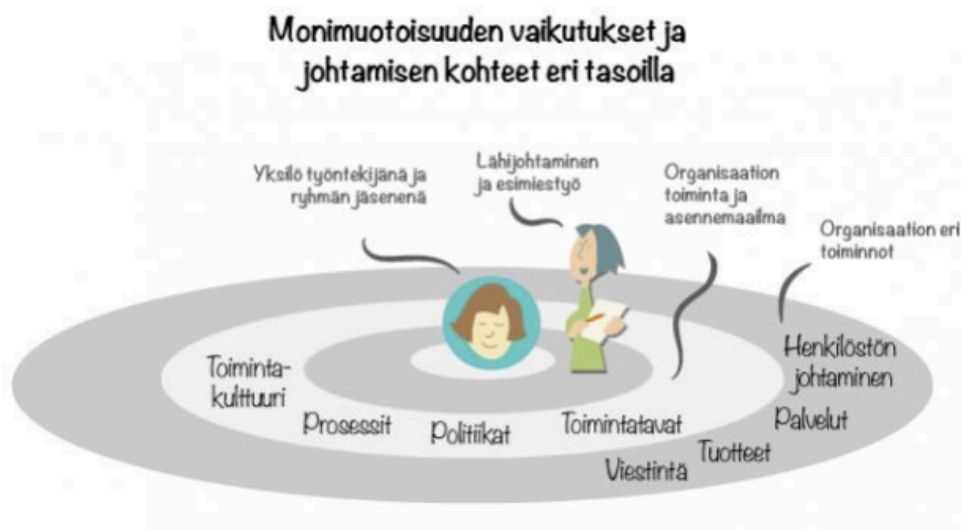 Monimuotoisuuden vaikutukset ja
johtamisen kohteet eri tasoilla
Yksilö työntekijänä ja
ryhmän jäsenenä
Lähijohtaminen
ja esimiestyö
Organisaation
toiminta ja
asennemaailma
Organisaation eri
toiminnot
Toiminta-
kulttuuri
Prosessit
Politiikat
Toimintatavat
Viestintä
Tuotteet
Palvelut
Henkilöstön
johtaminen